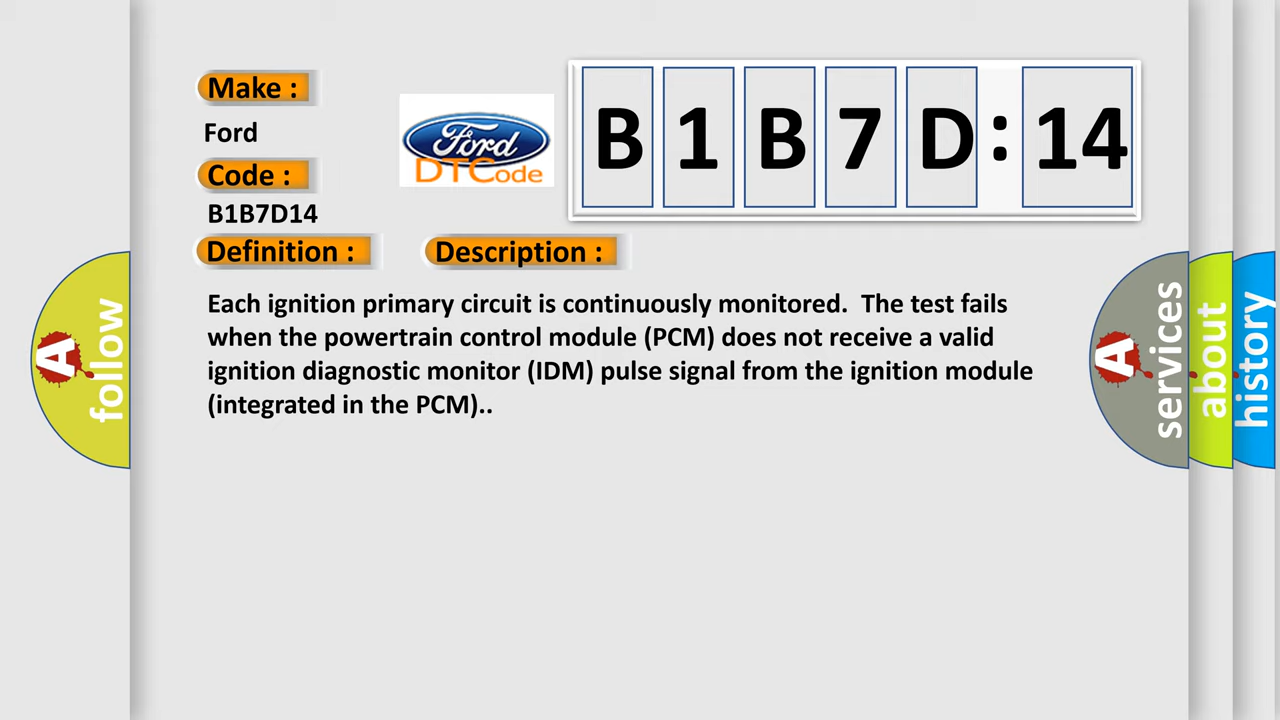 Make :
Ford
Code :
B1B7D14
Ford
DTCode
B1B7D:14
Definition :
Description :
Each ignition primary circuit is continuously monitored. The test fails
when the powertrain control module (PCM) does not receive a valid
ignition diagnostic monitor (IDM) pulse signal from the ignition module
(integrated in the PCM)..
A follow
A services
about
history